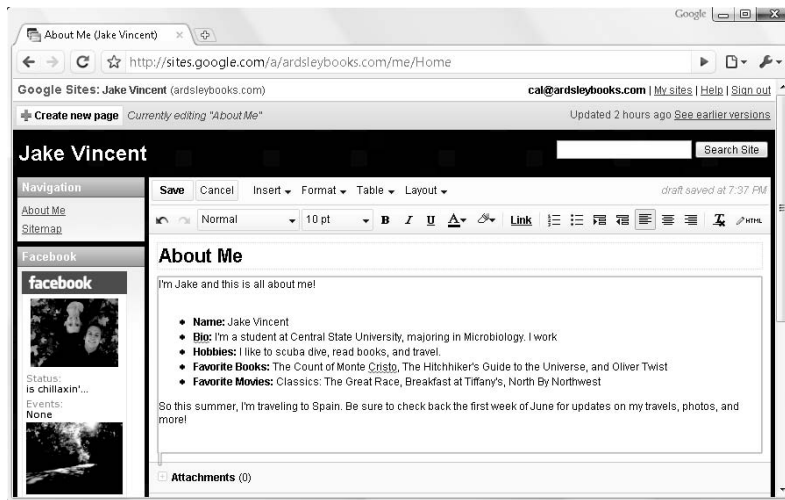 Google
About Me (Jake Vincent)
http://sites.google.com/a/ardsleybooks.com/me/Home
Google Sites: Jake Vincent (ardsleybooks.com) cal@ardsleybooks.com | My sites | Help | Sign out
Create new page Currently editing "About Me" Updated 2 hours ago See earlier versions
Jake Vincent Search Site
Navigation
About Me
Sitemap
Facebook
facebook
Status:
is chillaxin'...
Events:
None
Save Cancel Insert Format Table Layout draft saved at 7:37 PM
Normal 10 pt B I U A Link HTML
About Me
I'm Jake and this is all about me!
Name: Jake Vincent
Bio: I'm a student at Central State University, majoring in Microbiology. I work
Hobbies: I like to scuba dive, read books, and travel.
Favorite Books: The Count of Monte Cristo, The Hitchhiker's Guide to the Universe, and Oliver Twist
Favorite Movies: Classics: The Great Race, Breakfast at Tiffany's, North By Northwest
So this summer, I'm traveling to Spain. Be sure to check back the first week of June for updates on my travels, photos, and
more!
Attachments (0)